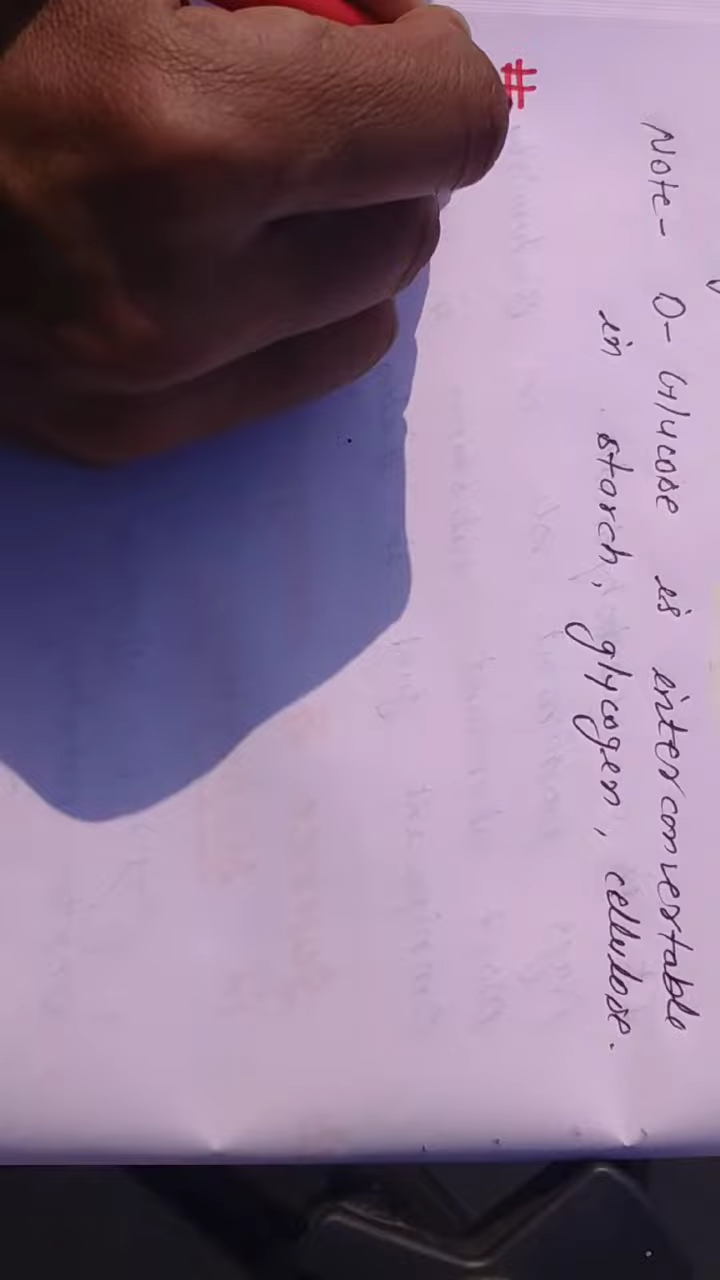 Note- D- Glucose is interconvertable
in starch, glycogen, cellulose.
#